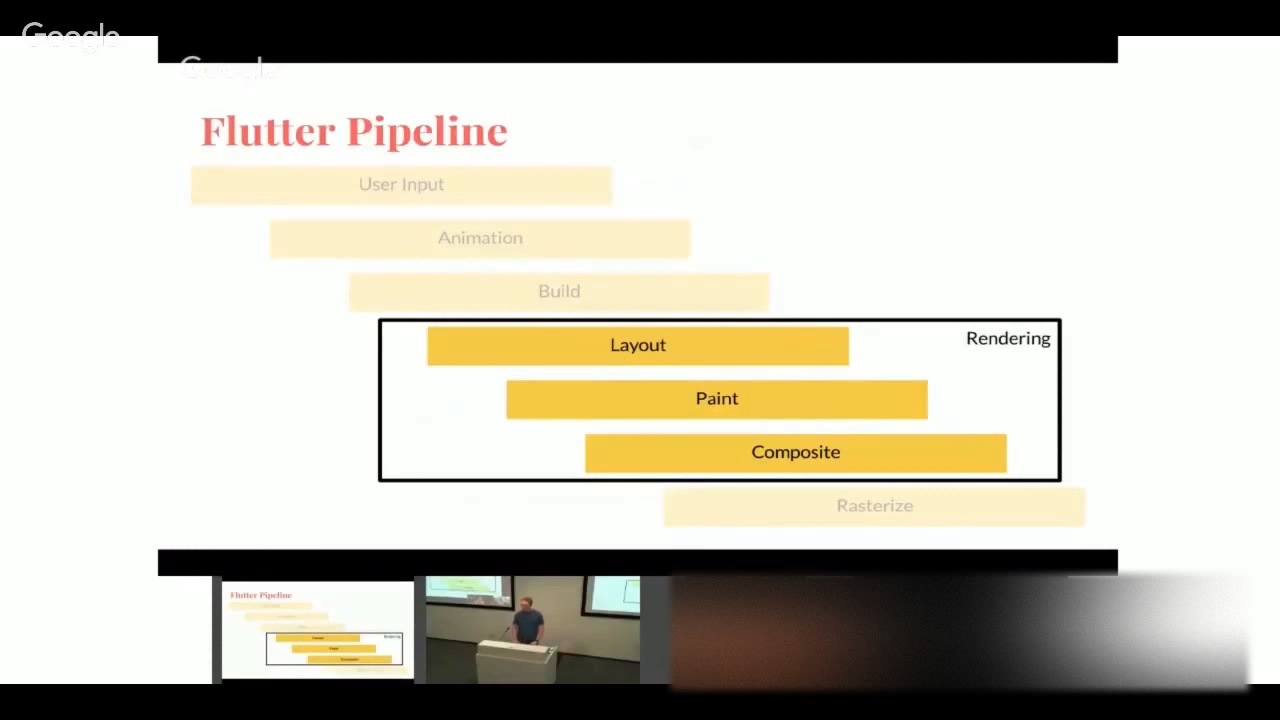 Google
Google
Flutter Pipeline
User Input
Animation
Build
Layout
Rendering
Paint
Composite
Rasterize
Flutter Pipeline